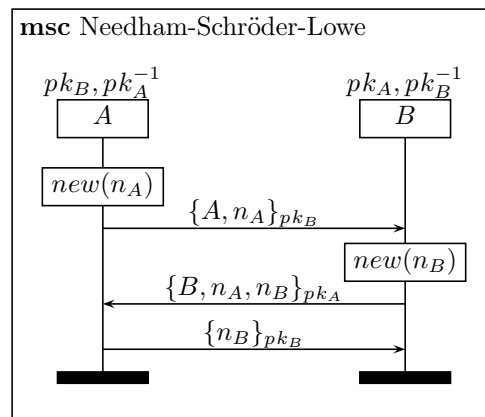 msc Needham-Schröder-Lowe
pk_B, pk_A^{-1}
pk_A, pk_B^{-1}
A
B
new(n_A)
{A, n_A}_{pk_B}
new(n_B)
{B, n_A, n_B}_{pk_A}
{n_B}_{pk_B}